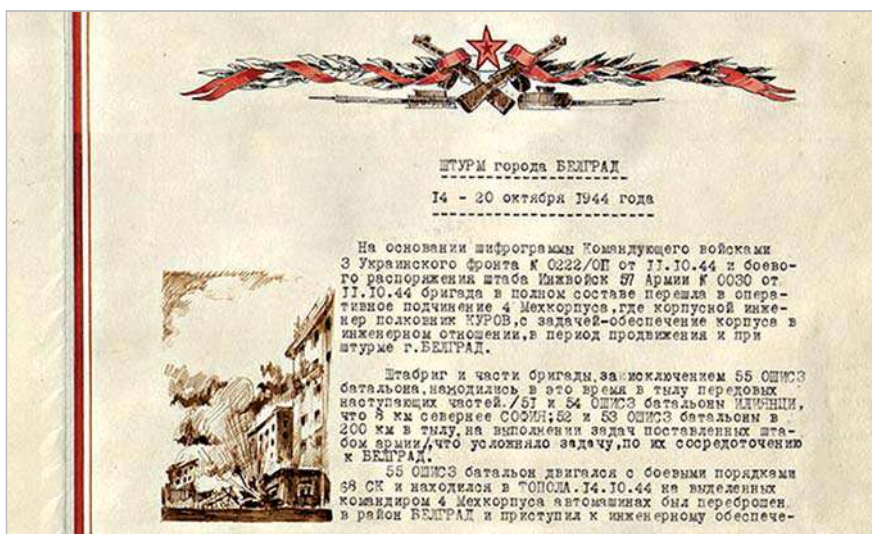 ШТУРМ города БЕЛГРАД
14 - 20 октября 1944 года
На основании шифрограммы Командующего войсками
3 Украинского фронта № 0222/ОП от 11.10.44 и боево-
го распоряжения штаба Инжвойск 57 Армии № 0030 от
11.10.44 бригада в полном составе перешла в опера-
тивное подчинение 4 Мехкорпуса,где корпусной инже-
нер полковник КУРОВ,с задачей-обеспечение корпуса в
инженерном отношении,в период продвижения и при
штурме г.БЕЛГРАД.
Штабриг и части бригады,за исключением 55 ОШИСЗ
батальона,находились в это время в тылу передовых
наступающих частей./51 и 54 ОШИСЗ батальоны ИЛИЯНЦИ,
что 8 км севернее СОФИЯ;52 и 53 ОШИСЗ батальоны в
200 км в тылу,на выполнении задач поставленных шта-
бом армии/,что усложняло задачу,по их сосредоточению
к БЕЛГРАД.
55 ОШИСЗ батальон двигался с боевыми порядками
68 СК и находился в ТОПОЛА.14.10.44 на выделенных
командиром 4 Мехкорпуса автомашинах был переброшен
в район БЕЛГРАД и приступил к инженерному обеспече-